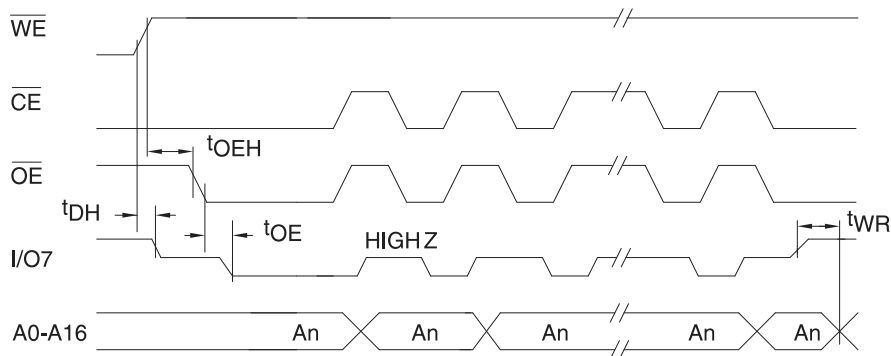 WE
CE
tOEH
OE
tDH
tOE
HIGH Z
tWR
I/O7
A0-A16 An An An An An